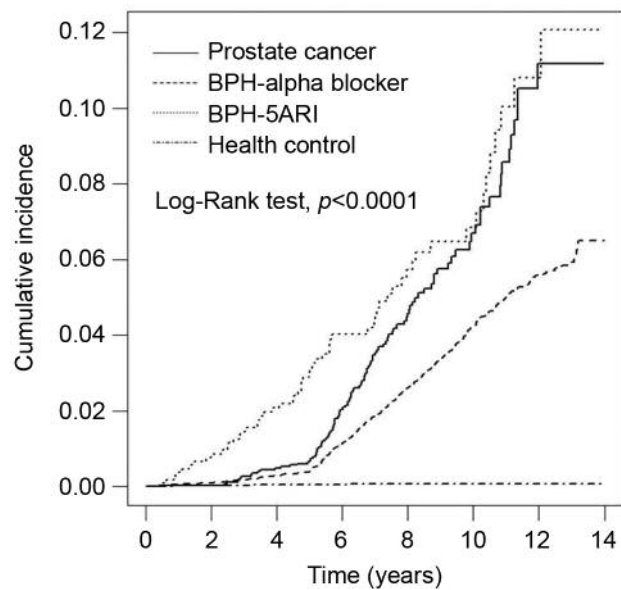 0.12
0.10
0.08
0.06
0.04
0.02
0.00
Cumulative incidence
Prostate cancer
BPH-alpha blocker
BPH-5ARI
Health control
Log-Rank test, p<0.0001
0 2 4 6 8 10 12 14
Time (years)